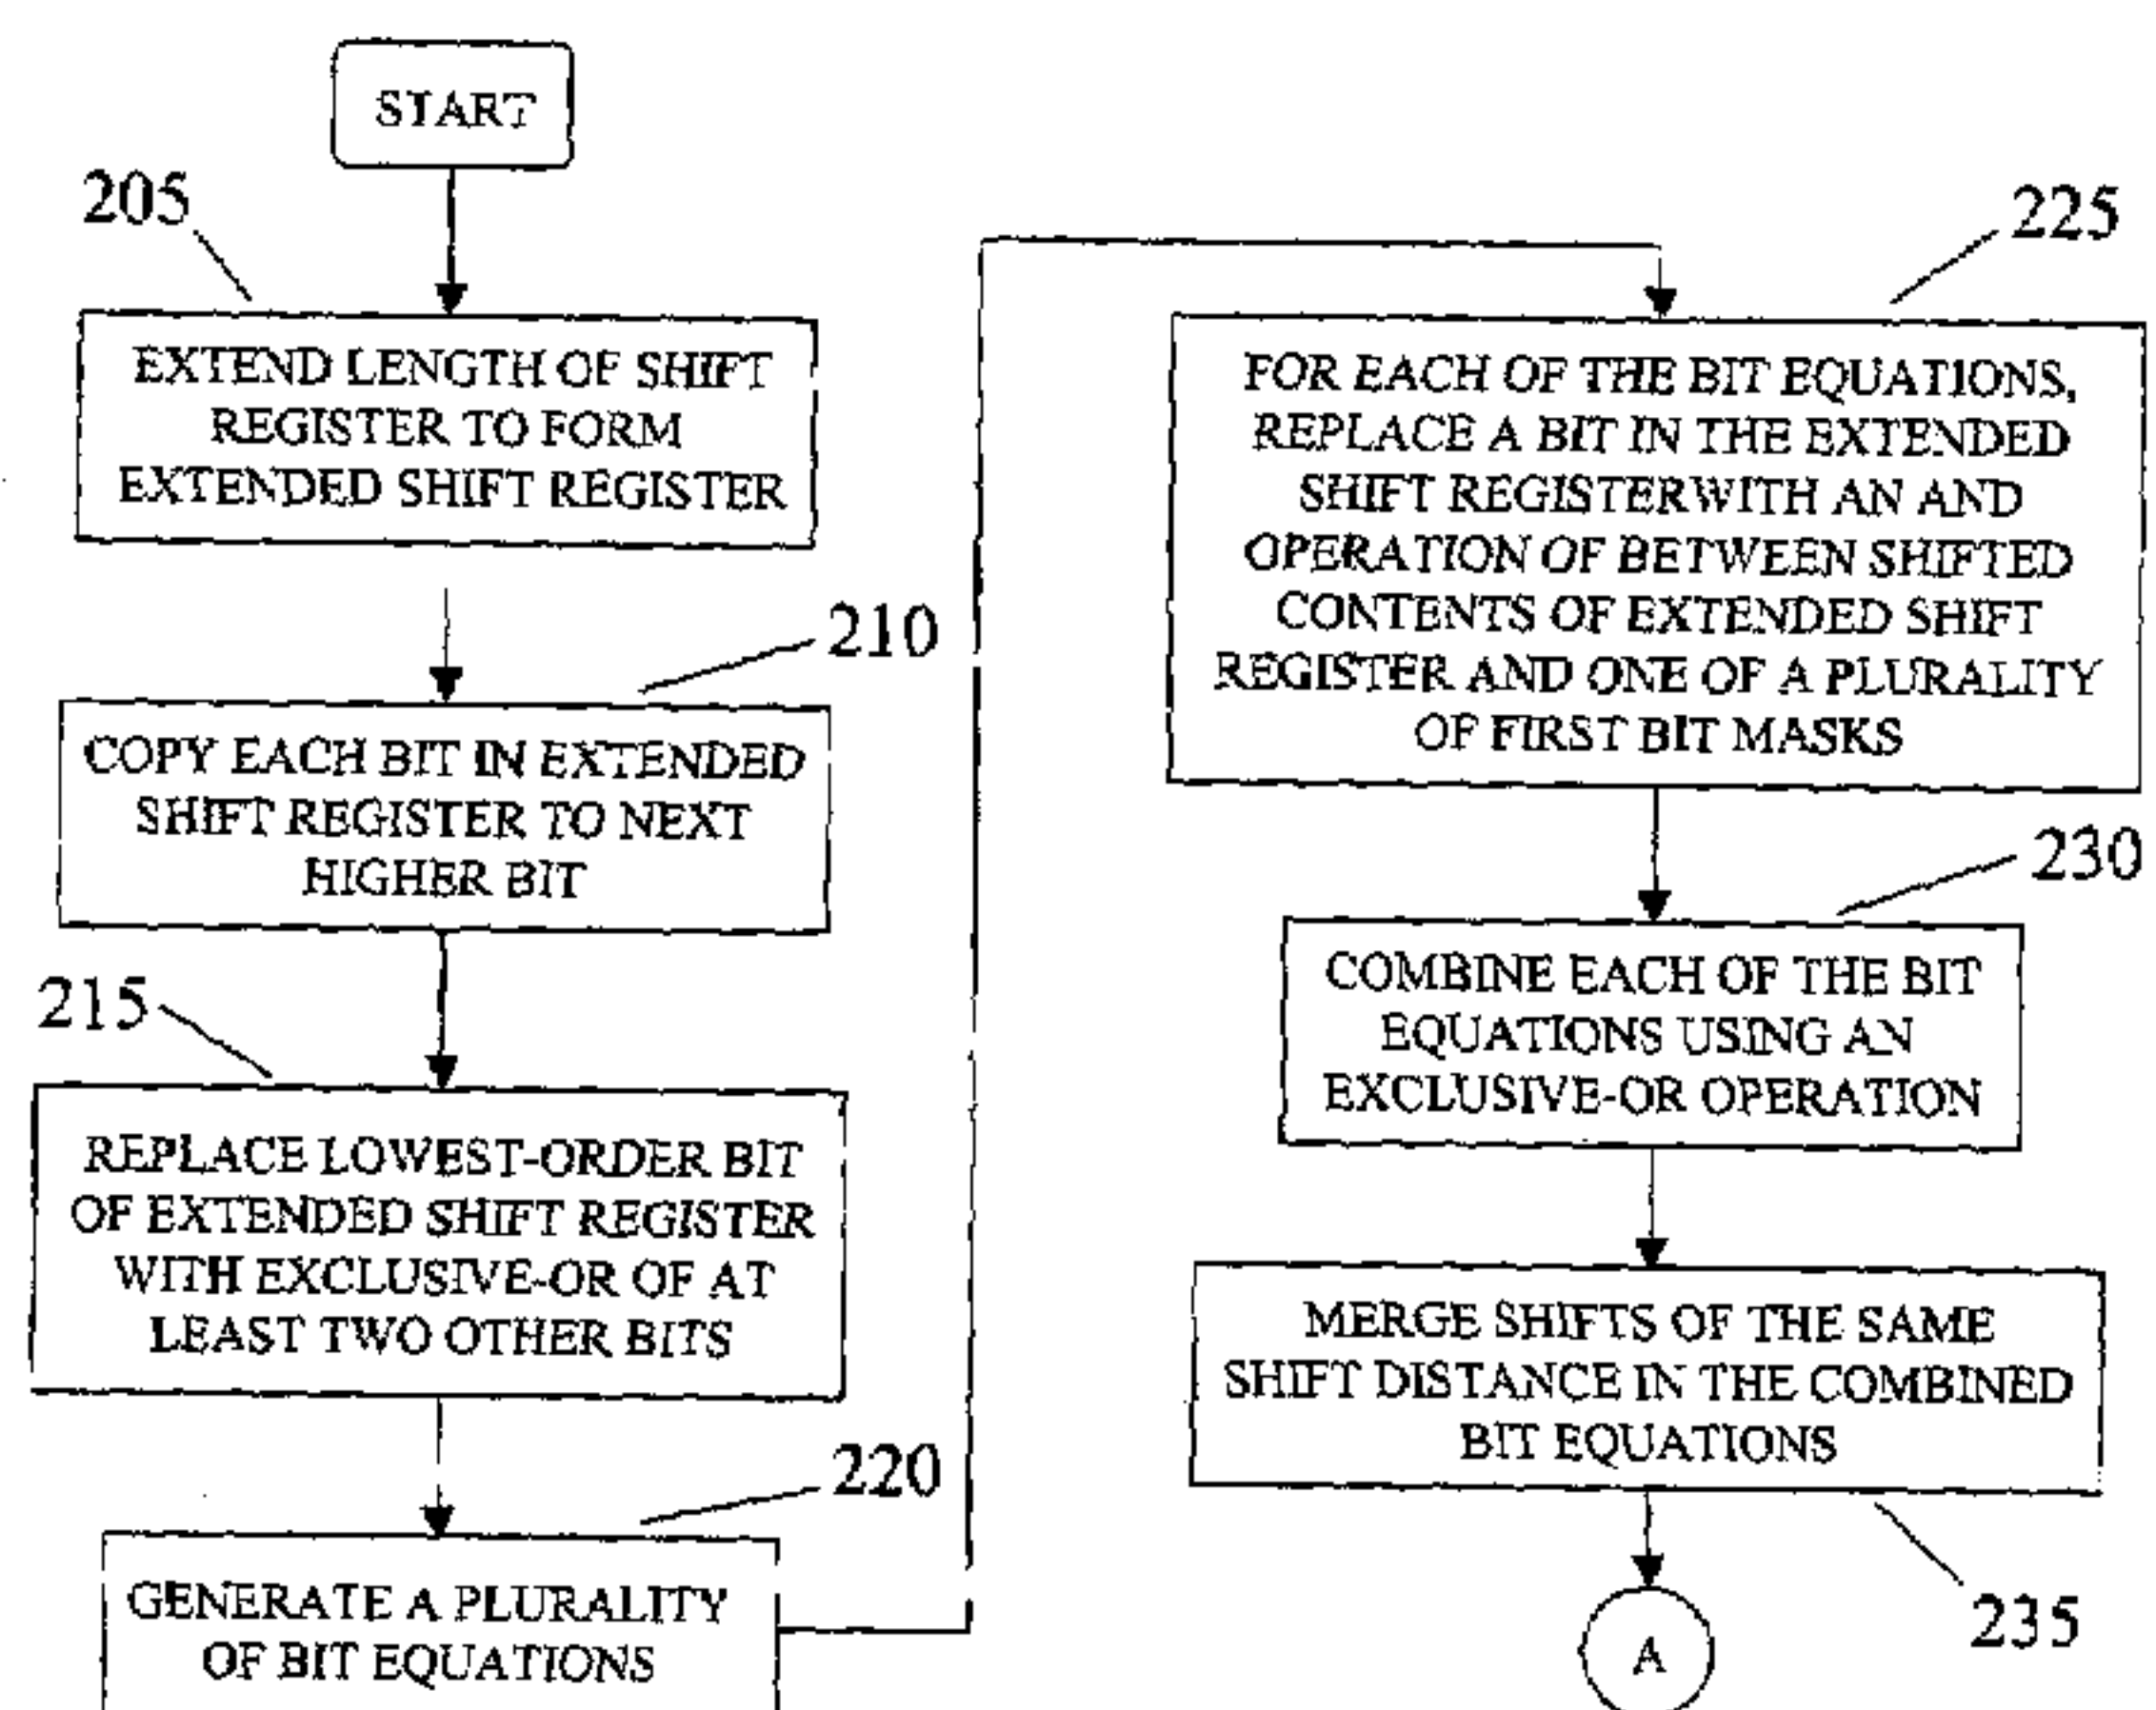 START
205
EXTEND LENGTH OF SHIFT
REGISTER TO FORM
EXTENDED SHIFT REGISTER
210
COPY EACH BIT IN EXTENDED
SHIFT REGISTER TO NEXT
HIGHER BIT
215
REPLACE LOWEST-ORDER BIT
OF EXTENDED SHIFT REGISTER
WITH EXCLUSIVE-OR OF AT
LEAST TWO OTHER BITS
220
GENERATE A PLURALITY
OF BIT EQUATIONS
225
FOR EACH OF THE BIT EQUATIONS,
REPLACE A BIT IN THE EXTENDED
SHIFT REGISTERWITH AN AND
OPERATION OF BETWEEN SHIFTED
CONTENTS OF EXTENDED SHIFT
REGISTER AND ONE OF A PLURALITY
OF FIRST BIT MASKS
230
COMBINE EACH OF THE BIT
EQUATIONS USING AN
EXCLUSIVE-OR OPERATION
MERGE SHIFTS OF THE SAME
SHIFT DISTANCE IN THE COMBINED
BIT EQUATIONS
235
A